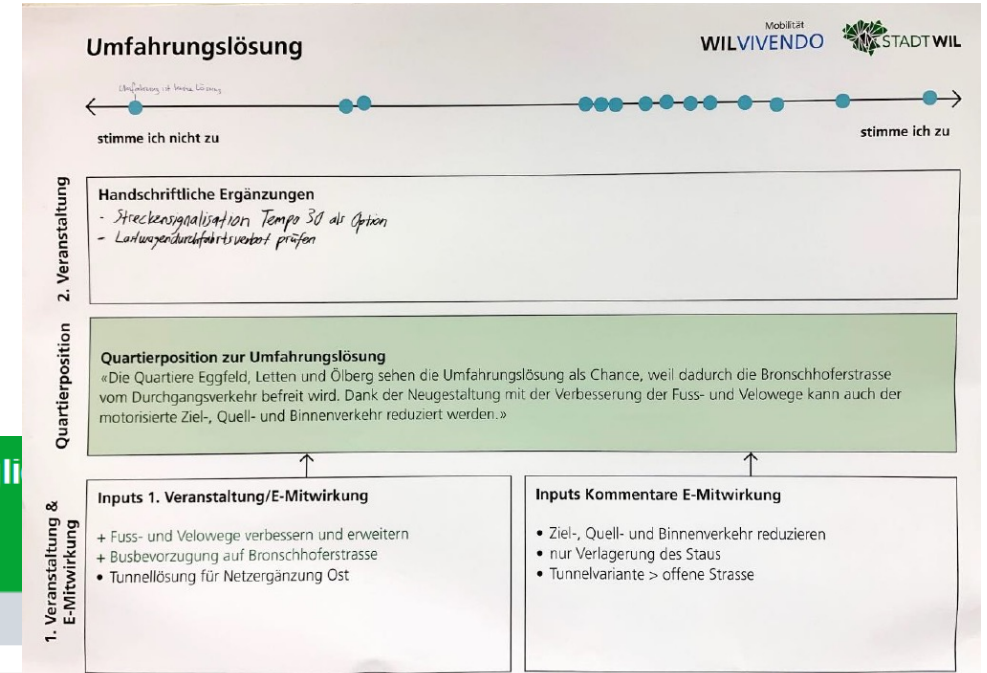 Umfahrungslösung
Mobilität
WILVIVENDO
STADT WIL
Umfahrung ist keine Lösung
stimme ich nicht zu
stimme ich zu
2. Veranstaltung
Handschriftliche Ergänzungen
- Streckensignalisation Tempo 30 als Option
- Lastwagendurchfahrtsverbot prüfen
Quartierposition
Quartierposition zur Umfahrungslösung
«Die Quartiere Eggfeld, Letten und Ölberg sehen die Umfahrungslösung als Chance, weil dadurch die Bronschhoferstrasse
vom Durchgangsverkehr befreit wird. Dank der Neugestaltung mit der Verbesserung der Fuss- und Velowege kann auch der
motorisierte Ziel-, Quell- und Binnenverkehr reduziert werden.»
1. Veranstaltung &
E-Mitwirkung
Inputs 1. Veranstaltung/E-Mitwirkung
+ Fuss- und Velowege verbessern und erweitern
+ Busbevorzugung auf Bronschhoferstrasse
• Tunnellösung für Netzergänzung Ost
Inputs Kommentare E-Mitwirkung
• Ziel-, Quell- und Binnenverkehr reduzieren
• nur Verlagerung des Staus
• Tunnelvariante > offene Strasse